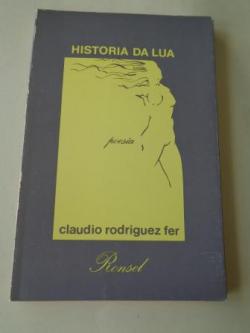 HISTORIA DA LUA
poesía
claudio rodriguez fer
Ronsel